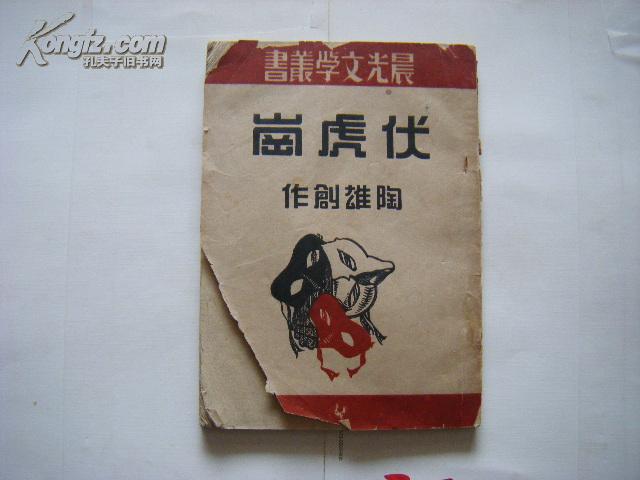 Kongfz.com
孔夫子旧书网
晨光文学叢書
伏虎崗
陶雄創作